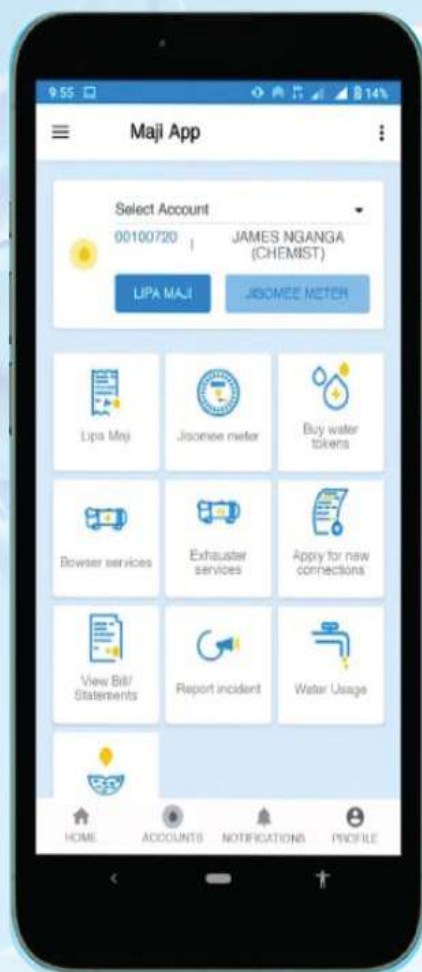 9:55
14%
Maji App
Select Account
00100720
JAMES NGANGA
(CHEMIST)
LIPA MAJI
JISOMEE METER
Lipa Maji
Jisomee meter
Buy water
tokens
Bowser services
Exhauster
services
Apply for new
connections
View Bill/
Statements
Report incident
Water Usage
HOME
ACCOUNTS
NOTIFICATIONS
PROFILE